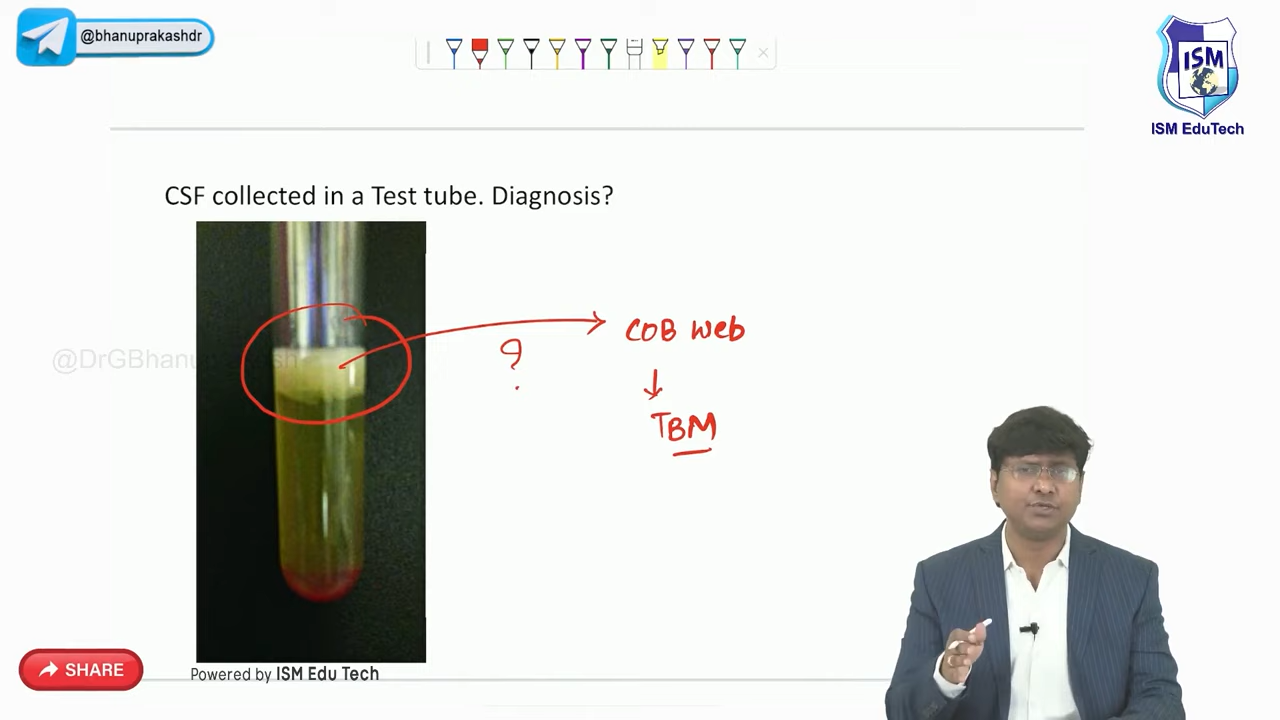 @bhanuprakashdr
ISM
ISM EduTech
CSF collected in a Test tube. Diagnosis?
@DrGBhanuprakash
?
COB Web
TBM
SHARE
Powered by ISM Edu Tech